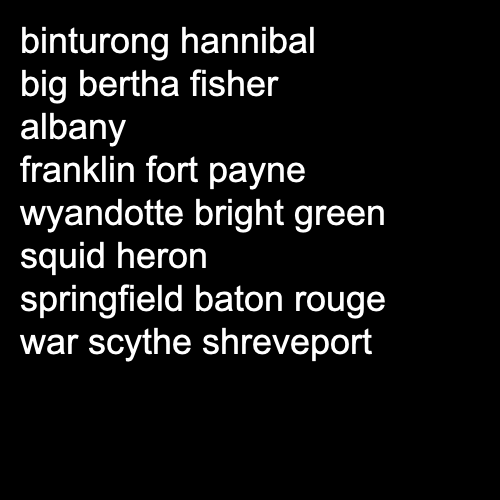 binturong hannibal
big bertha fisher
albany
franklin fort payne
wyandotte bright green
squid heron
springfield baton rouge
war scythe shreveport